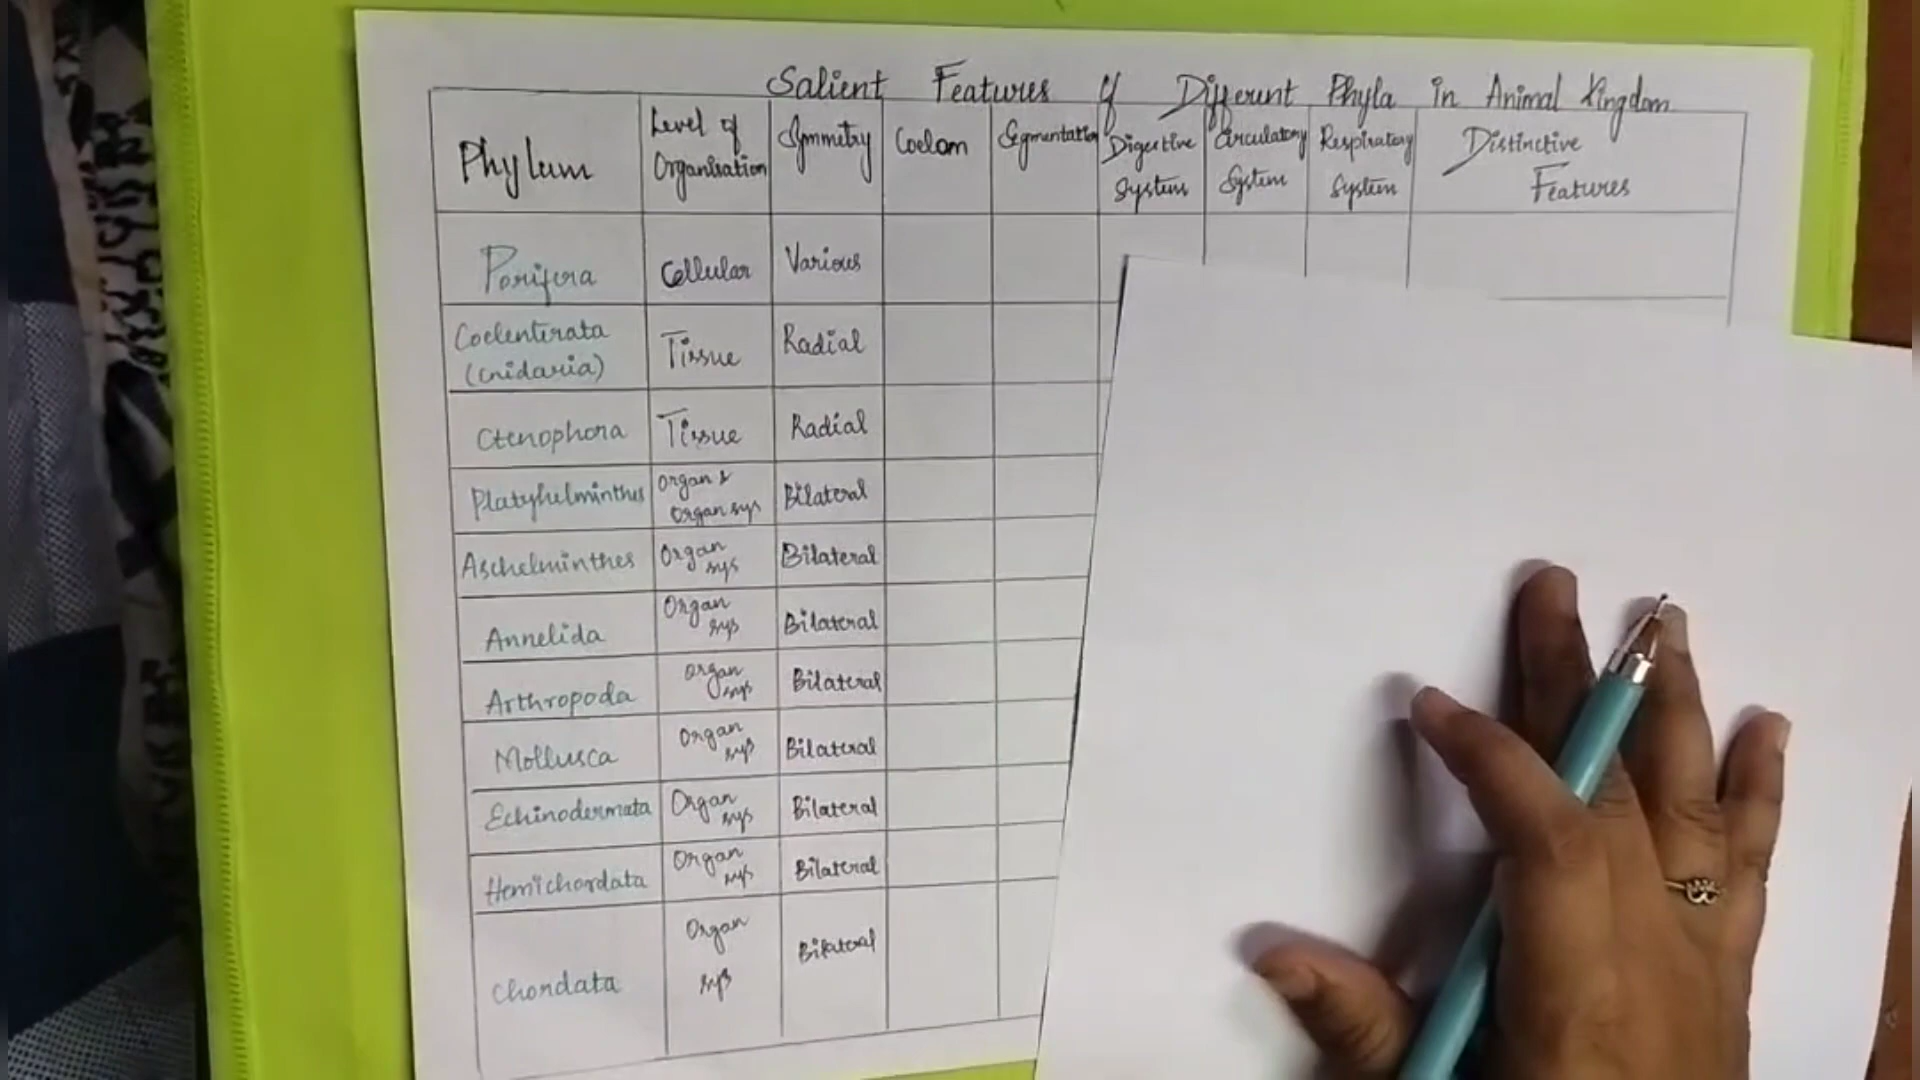 Salient Features of Different Phyla in Animal Kingdom
Phylum
Level of
Organisation
Symmetry
Coelom
Segmentation
Digestive
System
Circulatory
System
Respiratory
System
Distinctive
Features
Porifera
Cellular
Various
Coelenterata
(cnidaria)
Tissue
Radial
Ctenophora
Tissue
Radial
Platyhelminthes
Organ &
Organ sys
Bilateral
Aschelminthes
Organ
sys
Bilateral
Annelida
Organ
sys
Bilateral
Arthropoda
Organ
sys
Bilateral
Mollusca
Organ
sys
Bilateral
Echinodermata
Organ
sys
Bilateral
Hemichordata
Organ
sys
Bilateral
Chordata
Organ
sys
Bilateral